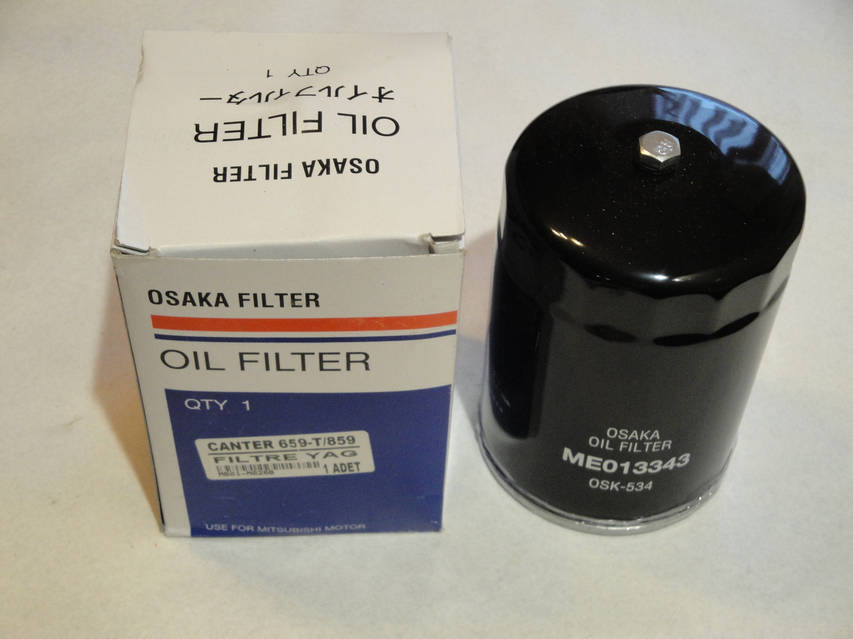 QTY 1
オイルフィルター
OIL FILTER
OSAKA FILTER
OSAKA FILTER
OIL FILTER
QTY 1
CANTER 659-T/859
FILTRE YAG
1 ADET
USE FOR MITSUBISHI MOTOR
OSAKA
OIL FILTER
ME013343
OSK-534